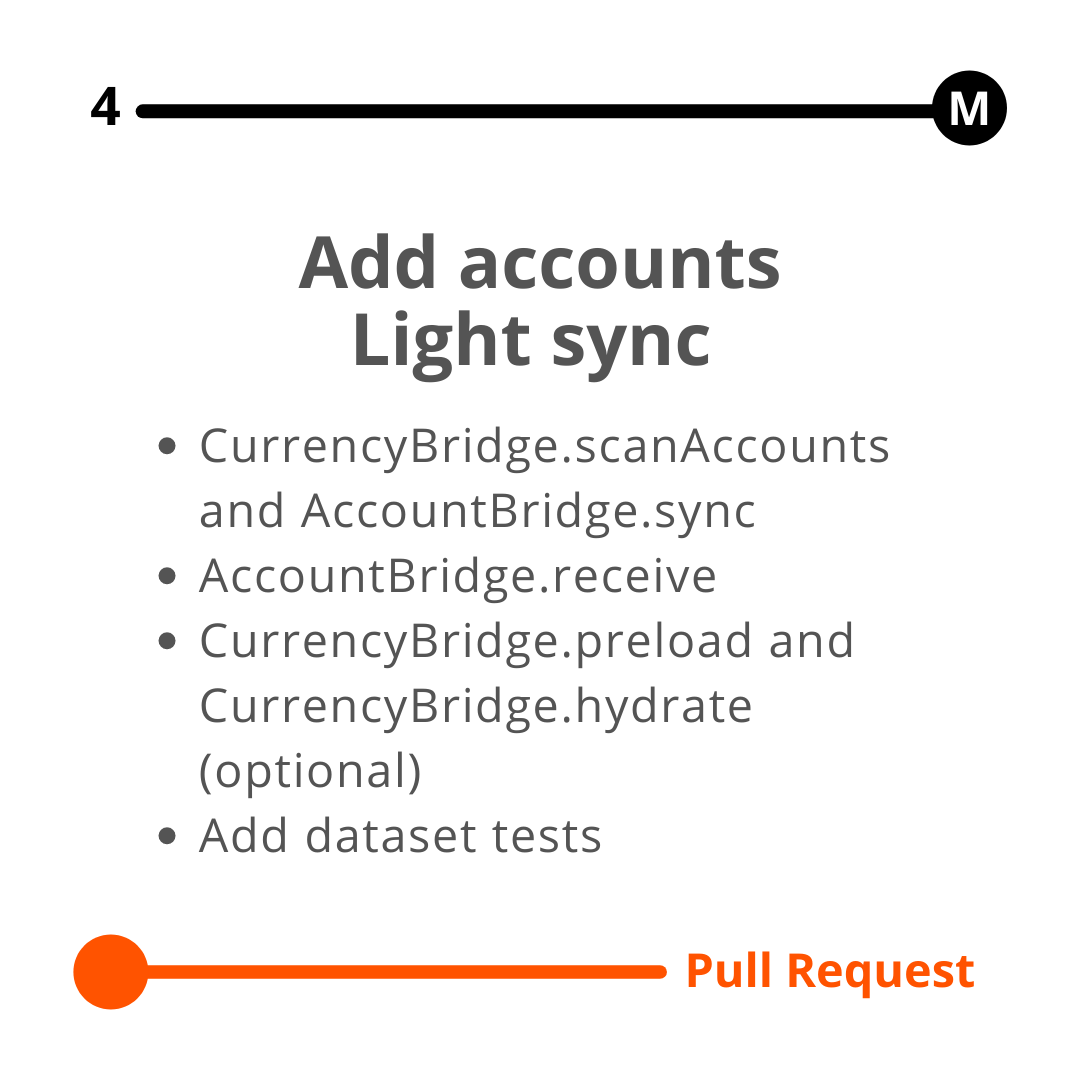 4
M
Add accounts
Light sync
• CurrencyBridge.scanAccounts
and AccountBridge.sync
• AccountBridge.receive
• CurrencyBridge.preload and
CurrencyBridge.hydrate
(optional)
• Add dataset tests
Pull Request